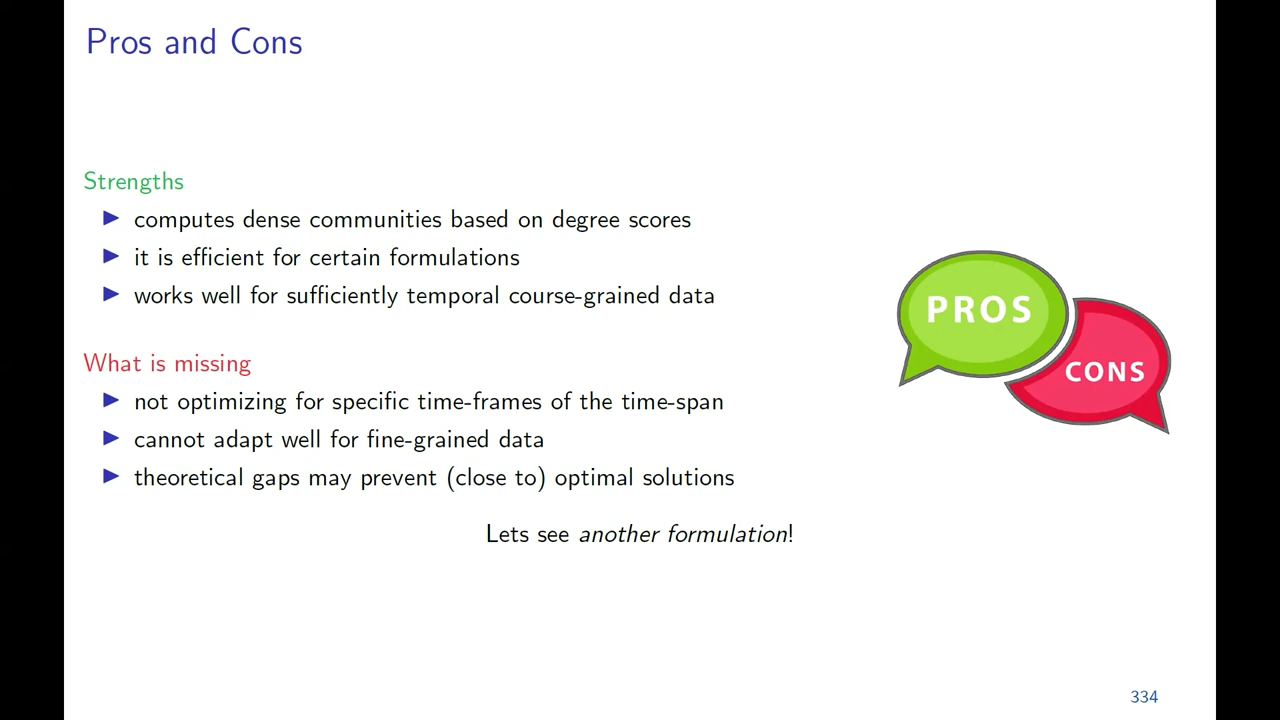 Pros and Cons
Strengths
computes dense communities based on degree scores
it is efficient for certain formulations
works well for sufficiently temporal course-grained data
What is missing
not optimizing for specific time-frames of the time-span
cannot adapt well for fine-grained data
theoretical gaps may prevent (close to) optimal solutions
Lets see another formulation!
PROS
CONS
334